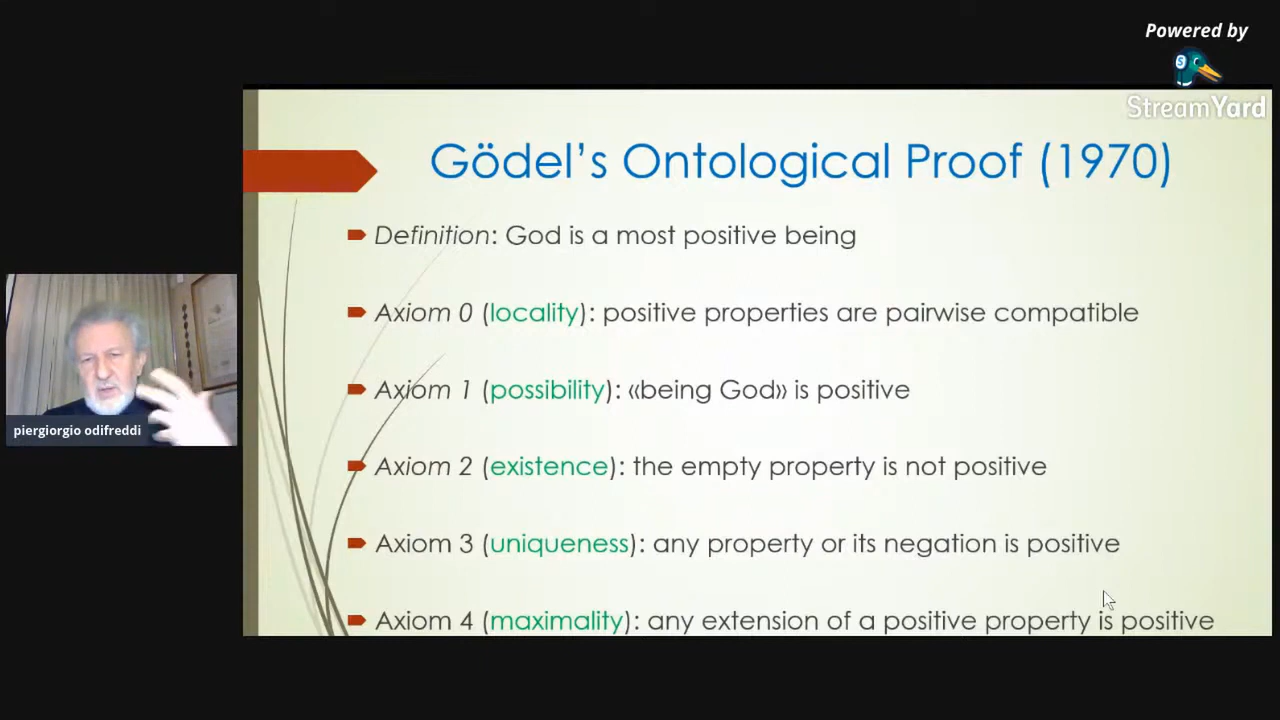 Powered by
StreamYard
Gödel's Ontological Proof (1970)
Definition: God is a most positive being
Axiom 0 (locality): positive properties are pairwise compatible
Axiom 1 (possibility): «being God» is positive
Axiom 2 (existence): the empty property is not positive
Axiom 3 (uniqueness): any property or its negation is positive
Axiom 4 (maximality): any extension of a positive property is positive
piergiorgio odifreddi